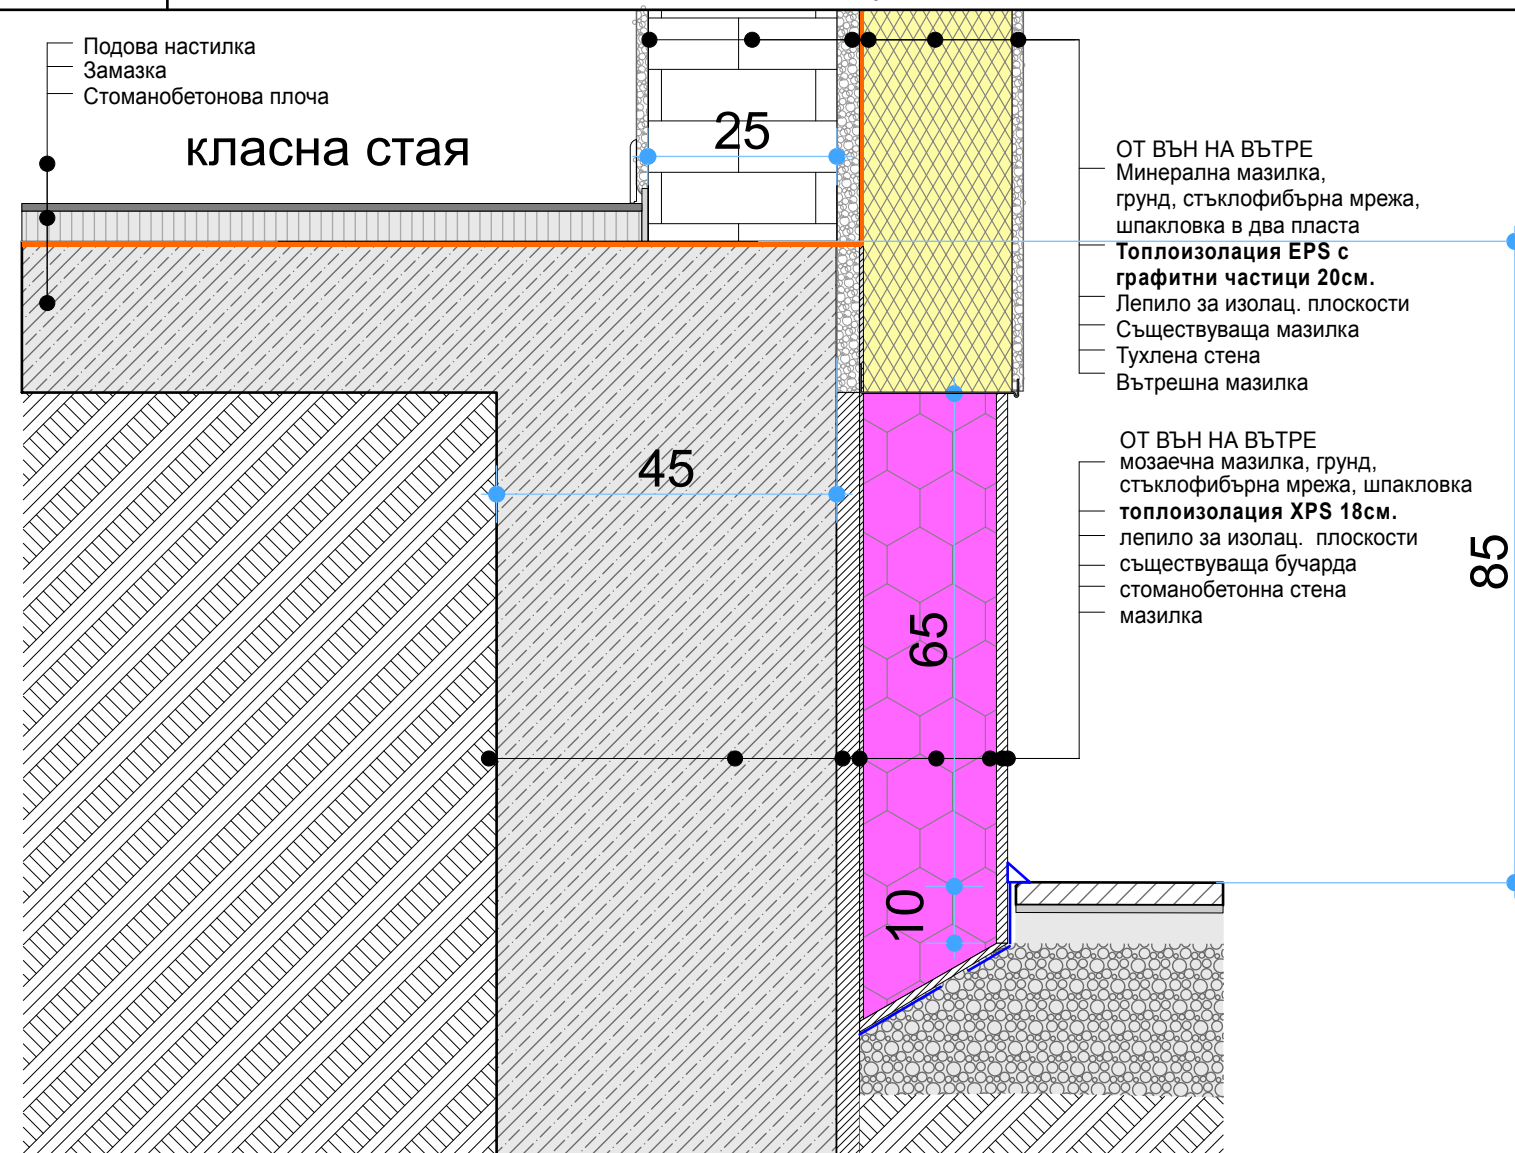 Подова настилка
Замазка
Стоманобетонова плоча
класна стая
25
ОТ ВЪН НА ВЪТРЕ
Минерална мазилка,
грунд, стъклофибърна мрежа,
шпакловка в два пласта
Топлоизолация EPS с
графитни частици 20см.
Лепило за изолац. плоскости
Съществуваща мазилка
Тухлена стена
Вътрешна мазилка
45
ОТ ВЪН НА ВЪТРЕ
мозаечна мазилка, грунд,
стъклофибърна мрежа, шпакловка
топлоизолация XPS 18см.
лепило за изолац. плоскости
съществуваща бучарда
стоманобетонна стена
мазилка
85
65
10